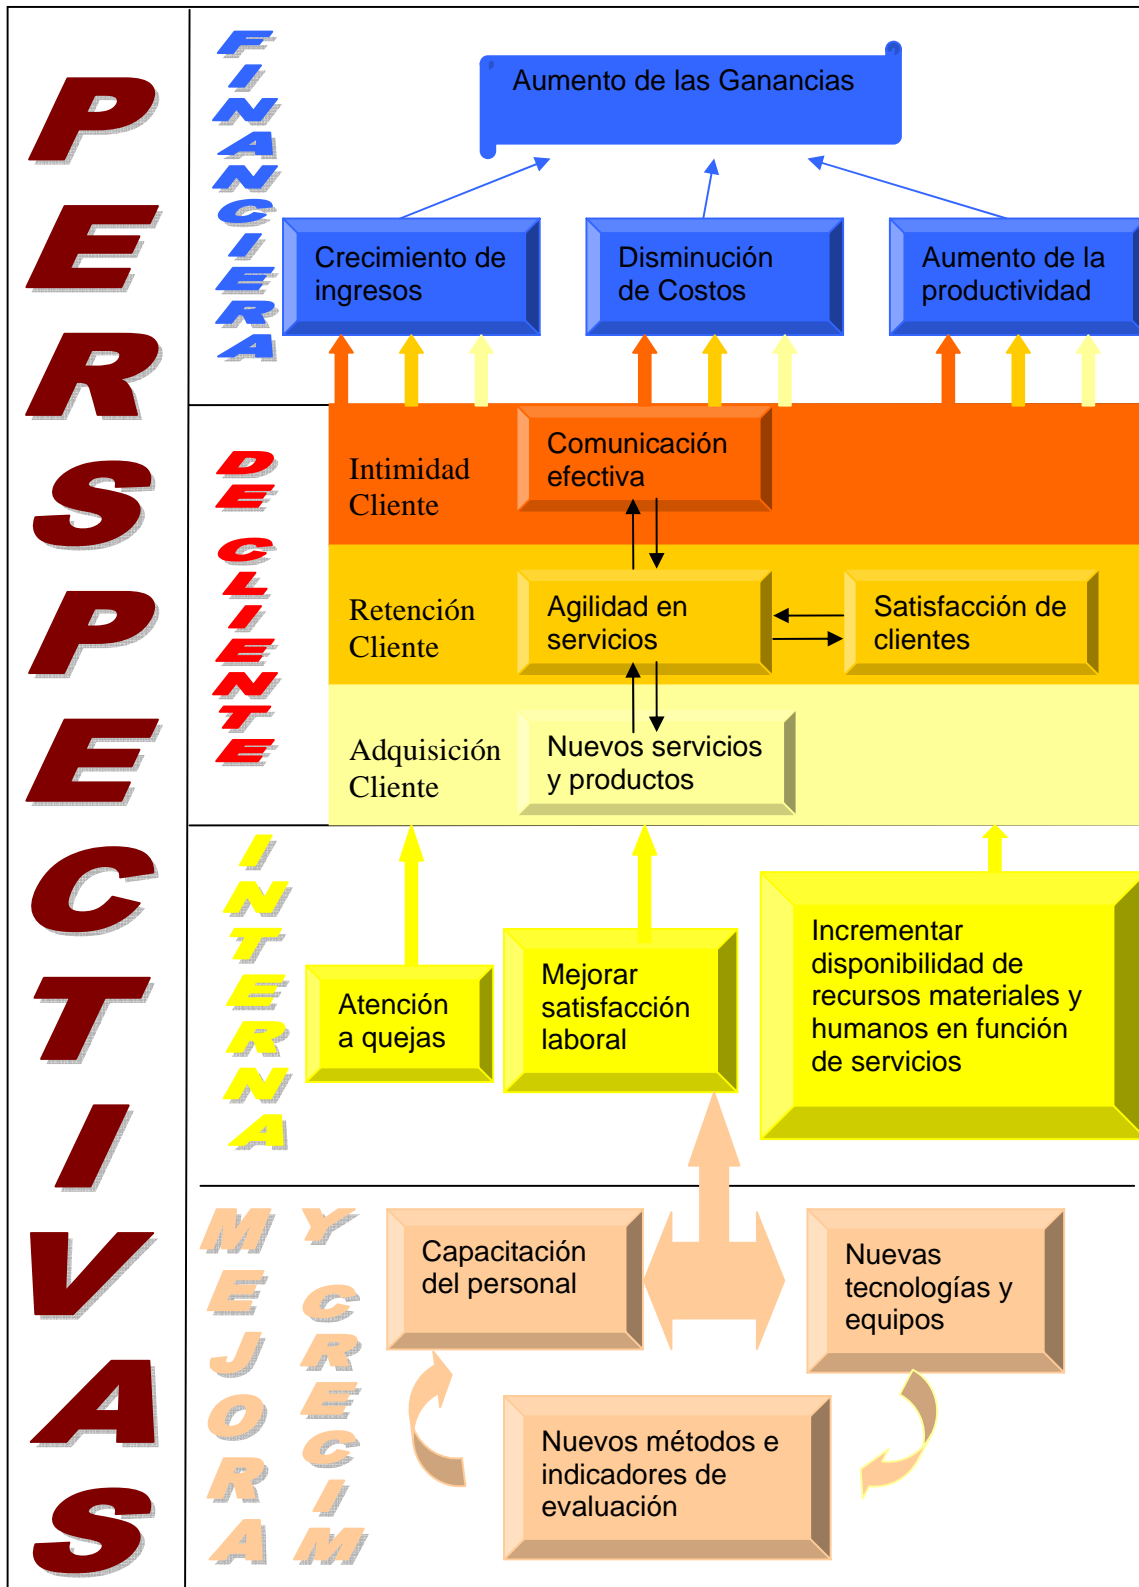 PERSPECTIVAS
FINANCIERA
Aumento de las Ganancias
Crecimiento de
ingresos
Disminución
de Costos
Aumento de la
productividad
DE CLIENTE
Intimidad
Cliente
Comunicación
efectiva
Retención
Cliente
Agilidad en
servicios
Satisfacción de
clientes
Adquisición
Cliente
Nuevos servicios
y productos
INTERNA
Atención
a quejas
Mejorar
satisfacción
laboral
Incrementar
disponibilidad de
recursos materiales y
humanos en función
de servicios
MEJORA
Y CRECIM
Capacitación
del personal
Nuevas
tecnologías y
equipos
Nuevos métodos e
indicadores de
evaluación